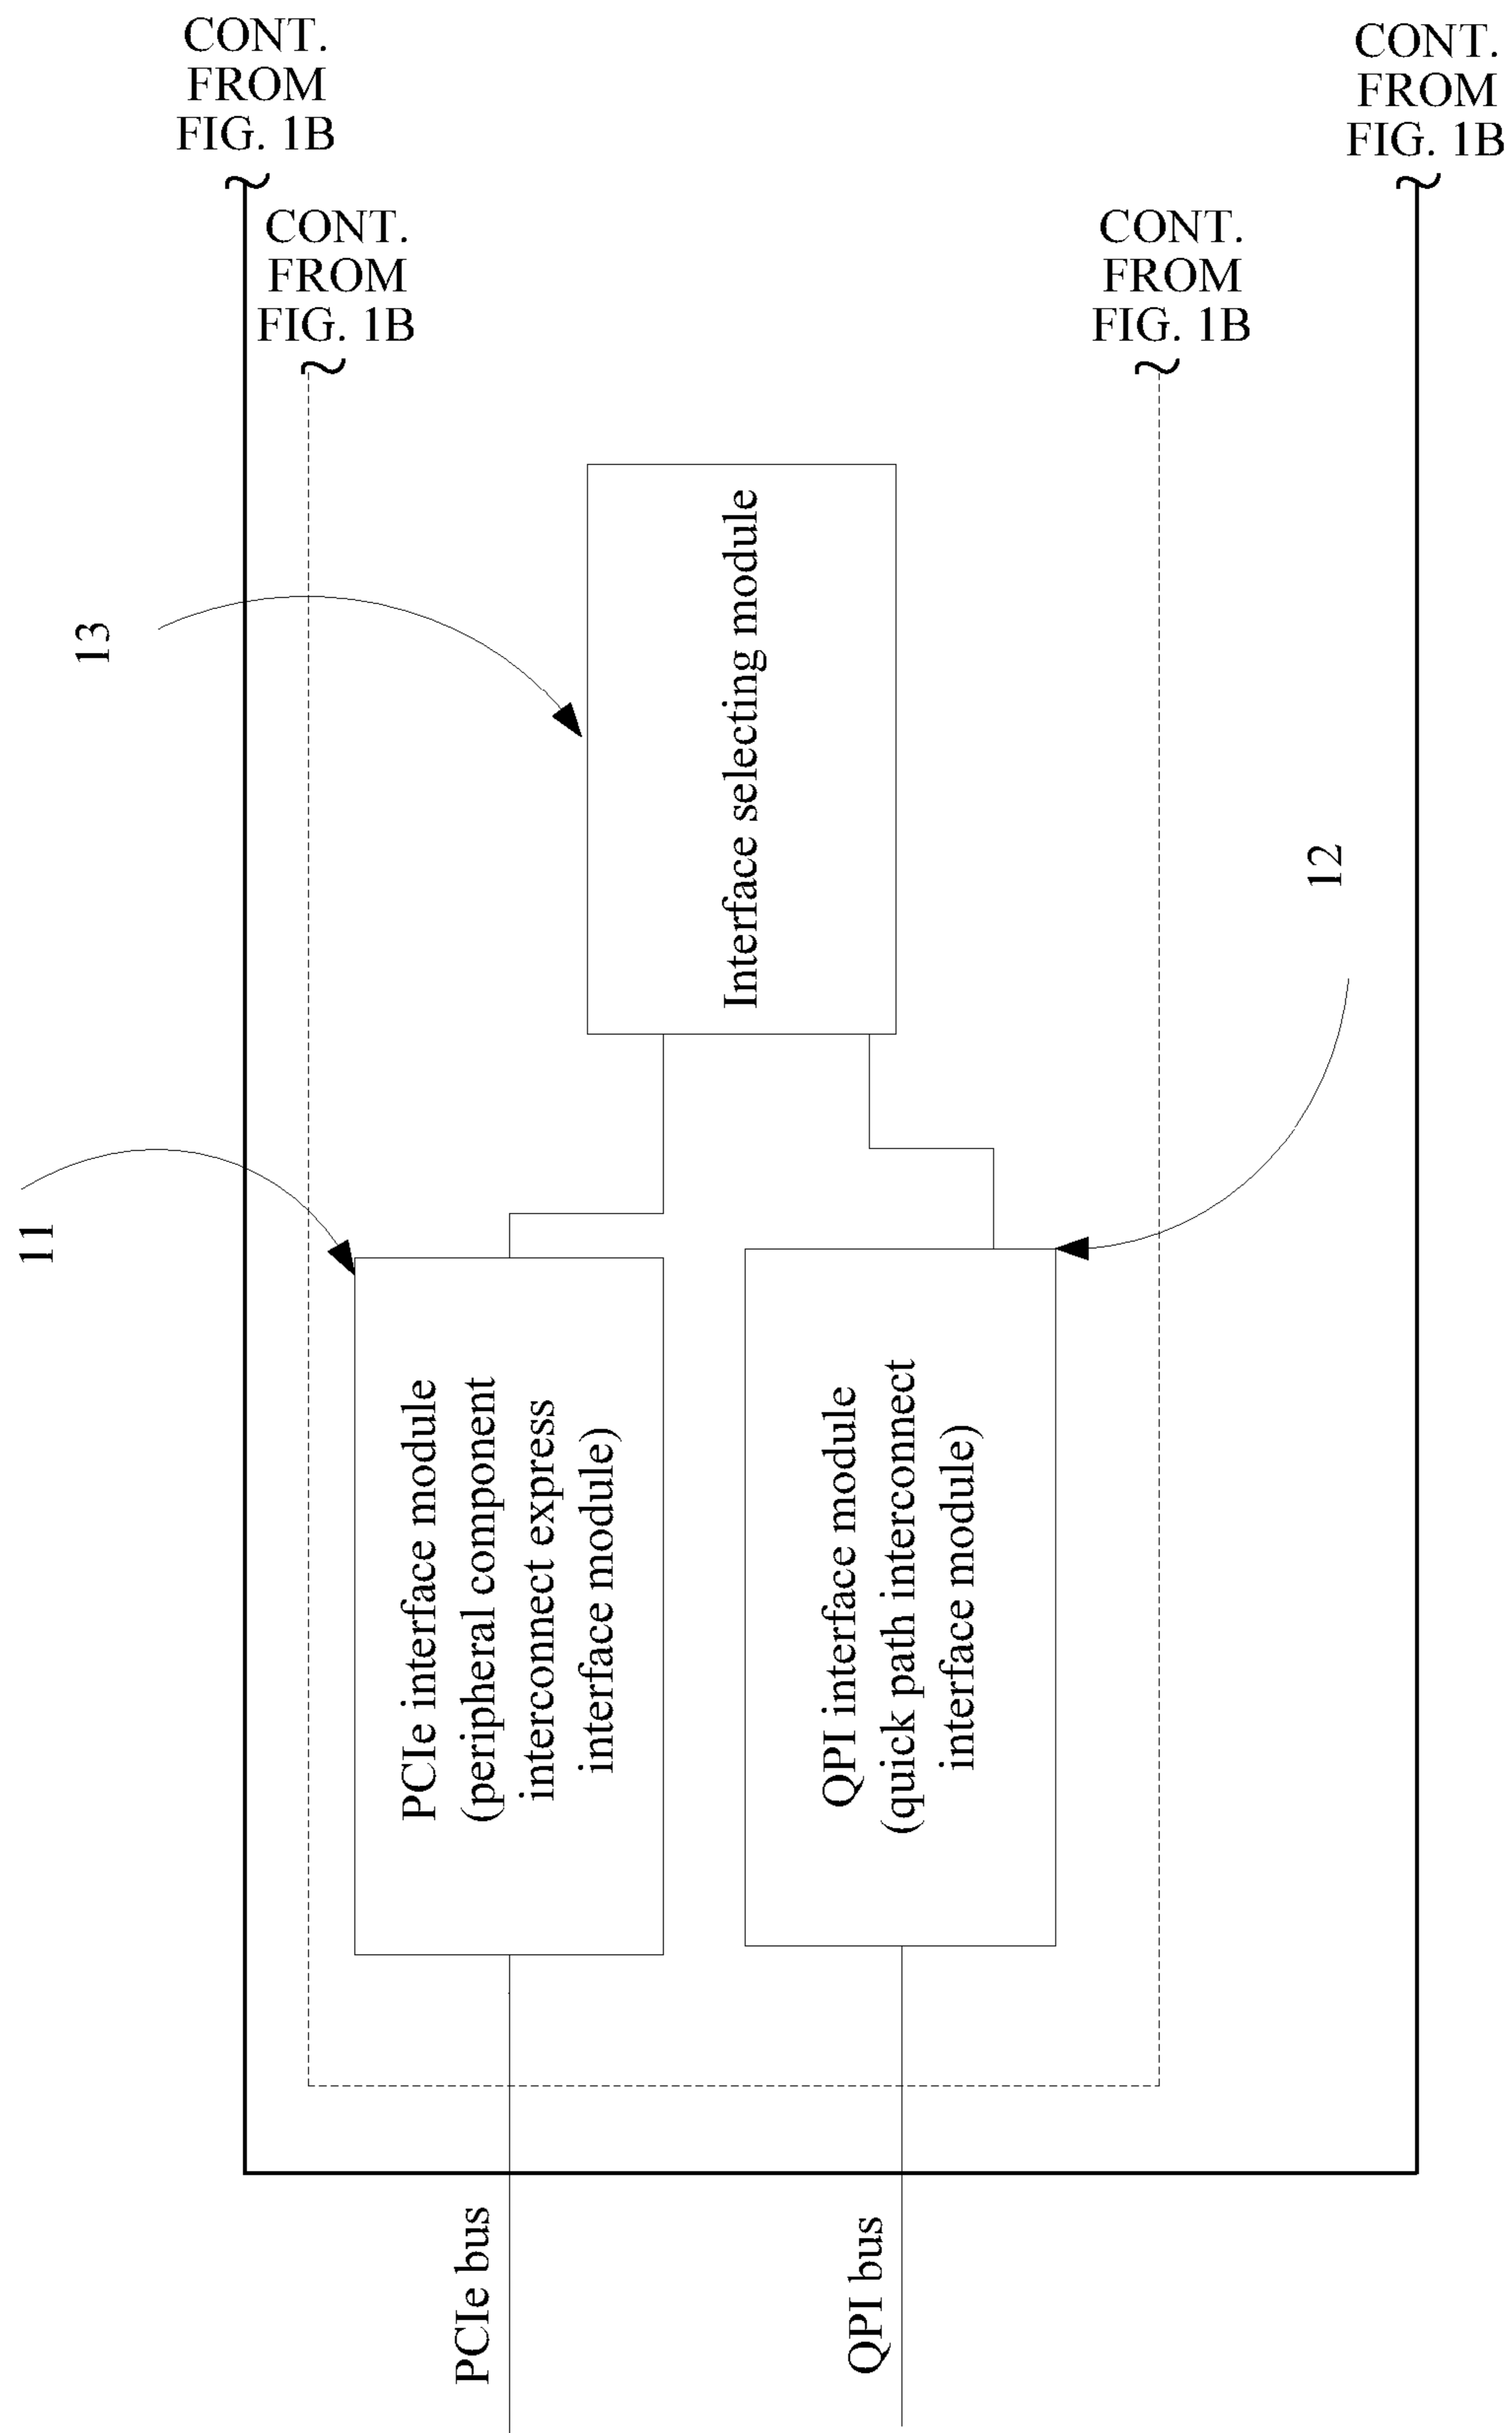 CONT.
FROM
FIG. 1B
CONT.
FROM
FIG. 1B
CONT.
FROM
FIG. 1B
CONT.
FROM
FIG. 1B
13
Interface selecting module
12
11
PCIe interface module
(peripheral component
interconnect express
interface module)
QPI interface module
(quick path interconnect
interface module)
PCIe bus
QPI bus